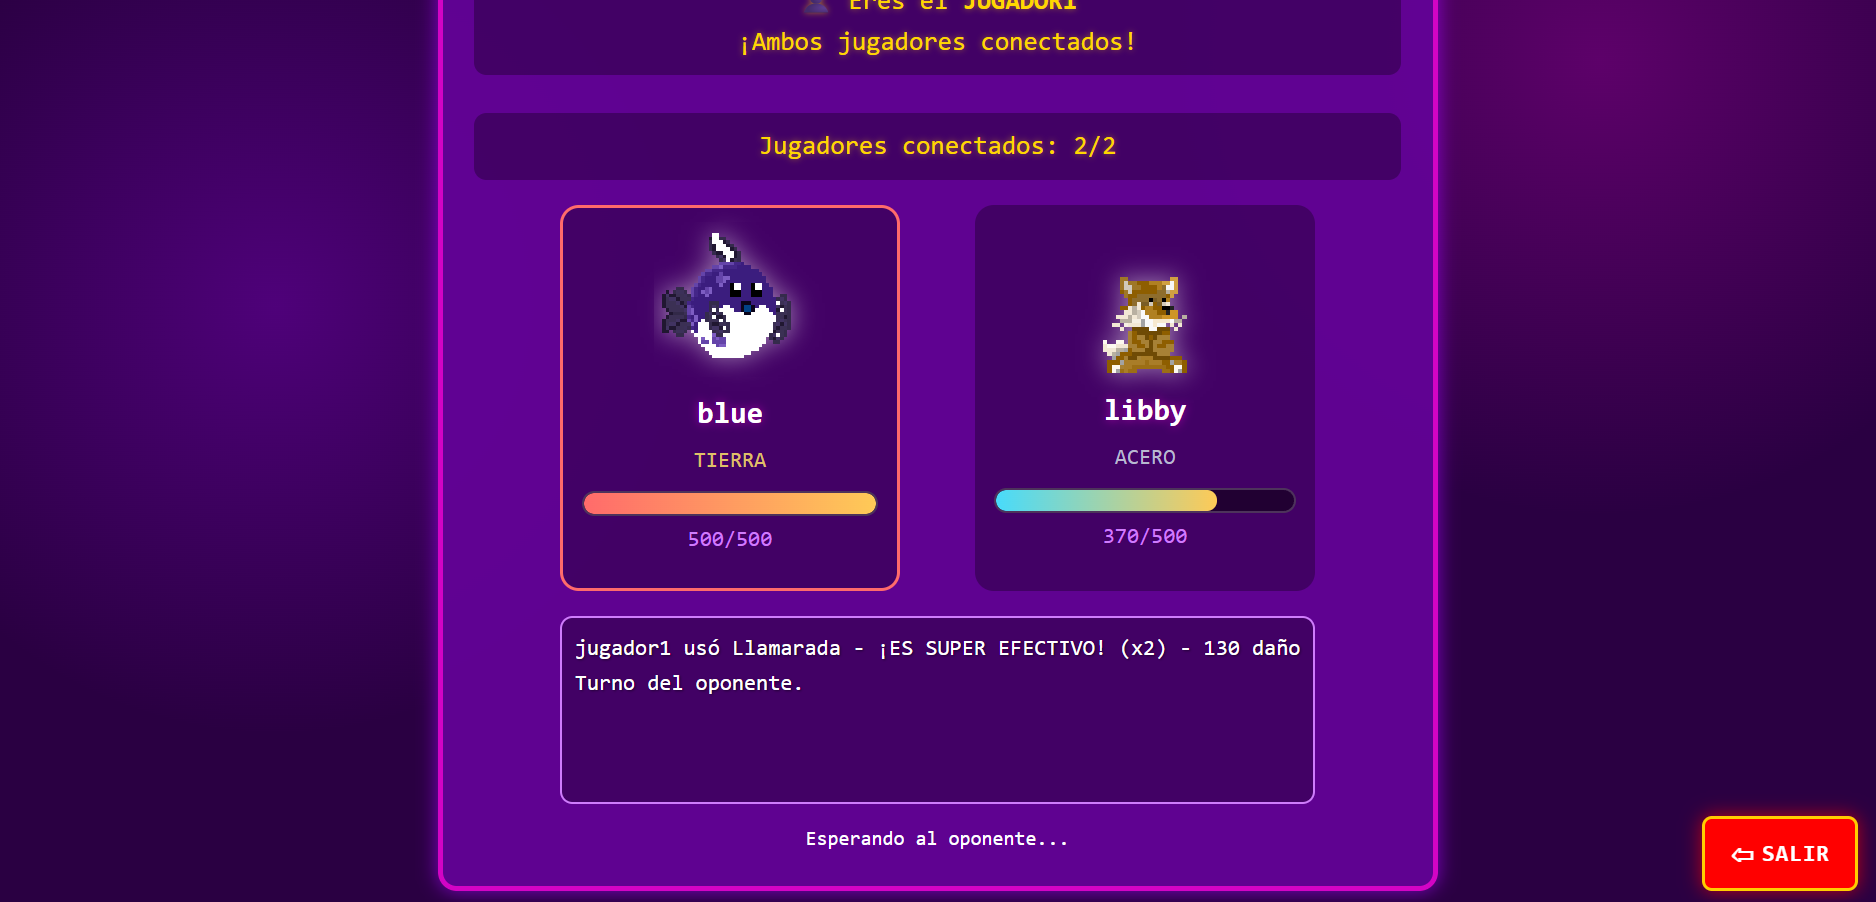 Eres el JUGADOR1
¡Ambos jugadores conectados!
Jugadores conectados: 2/2
blue
TIERRA
500/500
libby
ACERO
370/500
jugador1 usó Llamarada - ¡ES SUPER EFECTIVO! (x2) - 130 daño
Turno del oponente.
Esperando al oponente...
SALIR